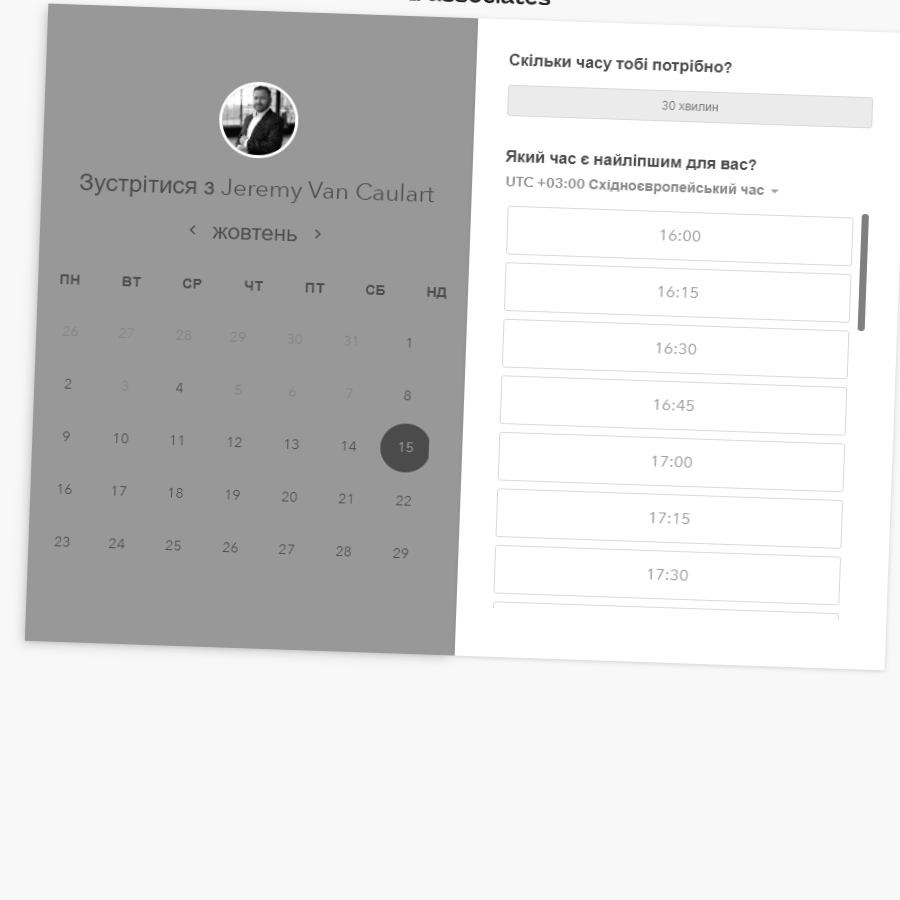 associates
Зустрітися з Jeremy Van Caulart
жовтень
ПН ВТ СР ЧТ ПТ СБ НД
26 27 28 29 30 31 1
2 3 4 5 6 7 8
9 10 11 12 13 14 15
16 17 18 19 20 21 22
23 24 25 26 27 28 29
Скільки часу тобі потрібно?
30 хвилин
Який час є найліпшим для вас?
UTC +03:00 Східноєвропейський час
16:00
16:15
16:30
16:45
17:00
17:15
17:30